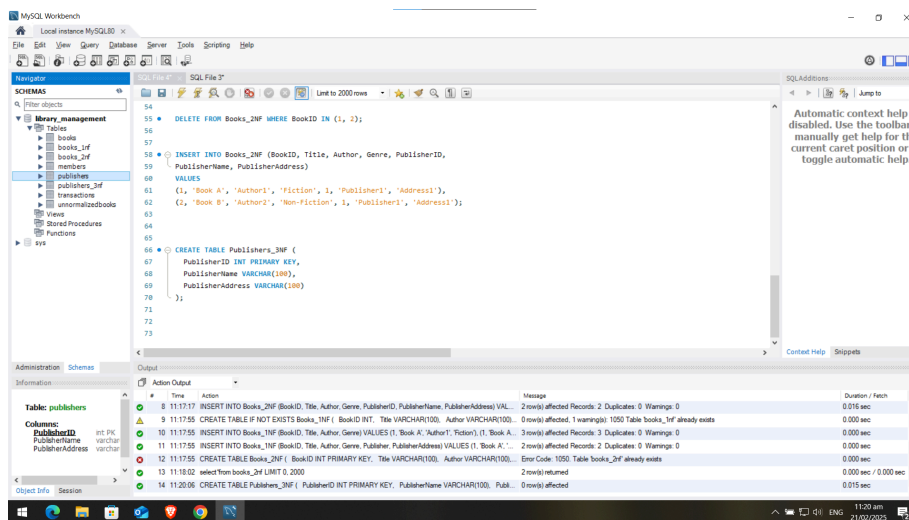 MySQL Workbench
Local instance MySQL80 ×
File Edit View Query Database Server Tools Scripting Help
Navigator
SCHEMAS
Filter objects
library_management
Tables
books
books_1nf
books_2nf
members
publishers
publishers_3nf
transactions
unnormalizedbooks
Views
Stored Procedures
Functions
sys
Administration Schemas
Information
Table: publishers
Columns:
PublisherID int PK
PublisherName varchar
PublisherAddress varchar
Object Info Session
SQL File 4* × SQL File 3*
Limit to 2000 rows
54
55 DELETE FROM Books_2NF WHERE BookID IN (1, 2);
56
57
58 INSERT INTO Books_2NF (BookID, Title, Author, Genre, PublisherID,
59 PublisherName, PublisherAddress)
60 VALUES
61 (1, 'Book A', 'Author1', 'Fiction', 1, 'Publisher1', 'Address1'),
62 (2, 'Book B', 'Author2', 'Non-Fiction', 1, 'Publisher1', 'Address1');
63
64
65
66 CREATE TABLE Publishers_3NF (
67 PublisherID INT PRIMARY KEY,
68 PublisherName VARCHAR(100),
69 PublisherAddress VARCHAR(100)
70 );
71
72
73
SQLAdditions
Jump to
Automatic context help
disabled. Use the toolbar
manually get help for th
current caret position or
toggle automatic help
Context Help Snippets
Output
Action Output
# Time Action Message Duration / Fetch
8 11:17:17 INSERT INTO Books_2NF (BookID, Title, Author, Genre, PublisherID, PublisherName, PublisherAddress) VAL... 2 row(s) affected Records: 2 Duplicates: 0 Warnings: 0 0.016 sec
9 11:17:55 CREATE TABLE IF NOT EXISTS Books_1NF ( BookID INT, Title VARCHAR(100), Author VARCHAR(100)... 0 row(s) affected, 1 warning(s): 1050 Table 'books_1nf' already exists 0.000 sec
10 11:17:55 INSERT INTO Books_1NF (BookID, Title, Author, Genre) VALUES (1, 'Book A', 'Author1', 'Fiction'), (1, 'Book A... 3 row(s) affected Records: 3 Duplicates: 0 Warnings: 0 0.000 sec
11 11:17:55 INSERT INTO Books_1NF (BookID, Title, Author, Genre, Publisher, PublisherAddress) VALUES (1, 'Book A', '... 2 row(s) affected Records: 2 Duplicates: 0 Warnings: 0 0.000 sec
12 11:17:55 CREATE TABLE Books_2NF ( BookID INT PRIMARY KEY, Title VARCHAR(100), Author VARCHAR(100)... Error Code: 1050. Table 'books_2nf' already exists 0.000 sec
13 11:18:02 select *from books_2nf LIMIT 0, 2000 2 row(s) returned 0.000 sec / 0.000 sec
14 11:20:06 CREATE TABLE Publishers_3NF ( PublisherID INT PRIMARY KEY, PublisherName VARCHAR(100), Publi... 0 row(s) affected 0.015 sec
ENG
11:20 am
21/02/2025